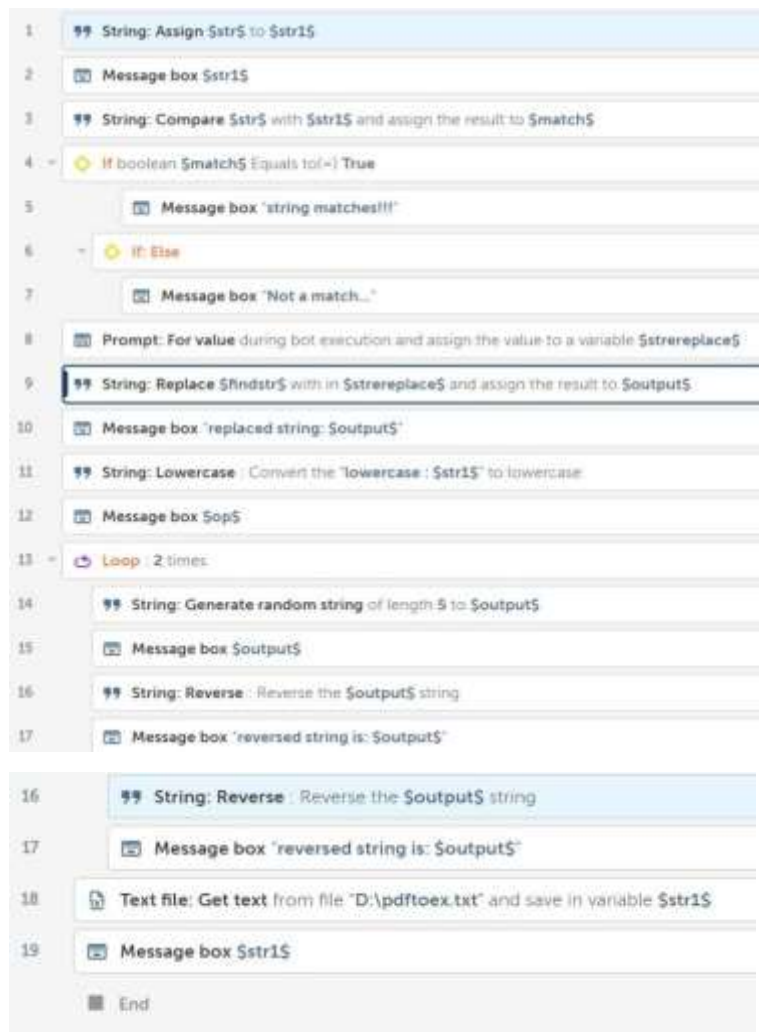 1 String: Assign $str$ to $str1$
2 Message box $str1$
3 String: Compare $str$ with $str1$ and assign the result to $match$
4 If boolean $match$ Equals to(=) True
5 Message box "string matches!!!"
6 If: Else
7 Message box "Not a match..."
8 Prompt: For value during bot execution and assign the value to a variable $strereplace$
9 String: Replace $findstr$ with in $strereplace$ and assign the result to $output$
10 Message box "replaced string: $output$"
11 String: Lowercase : Convert the "lowercase : $str1$" to lowercase
12 Message box $op$
13 Loop : 2 times
14 String: Generate random string of length 5 to $output$
15 Message box $output$
16 String: Reverse : Reverse the $output$ string
17 Message box "reversed string is: $output$"
16 String: Reverse : Reverse the $output$ string
17 Message box "reversed string is: $output$"
18 Text file: Get text from file "D:\pdftoex.txt" and save in variable $str1$
19 Message box $str1$
End